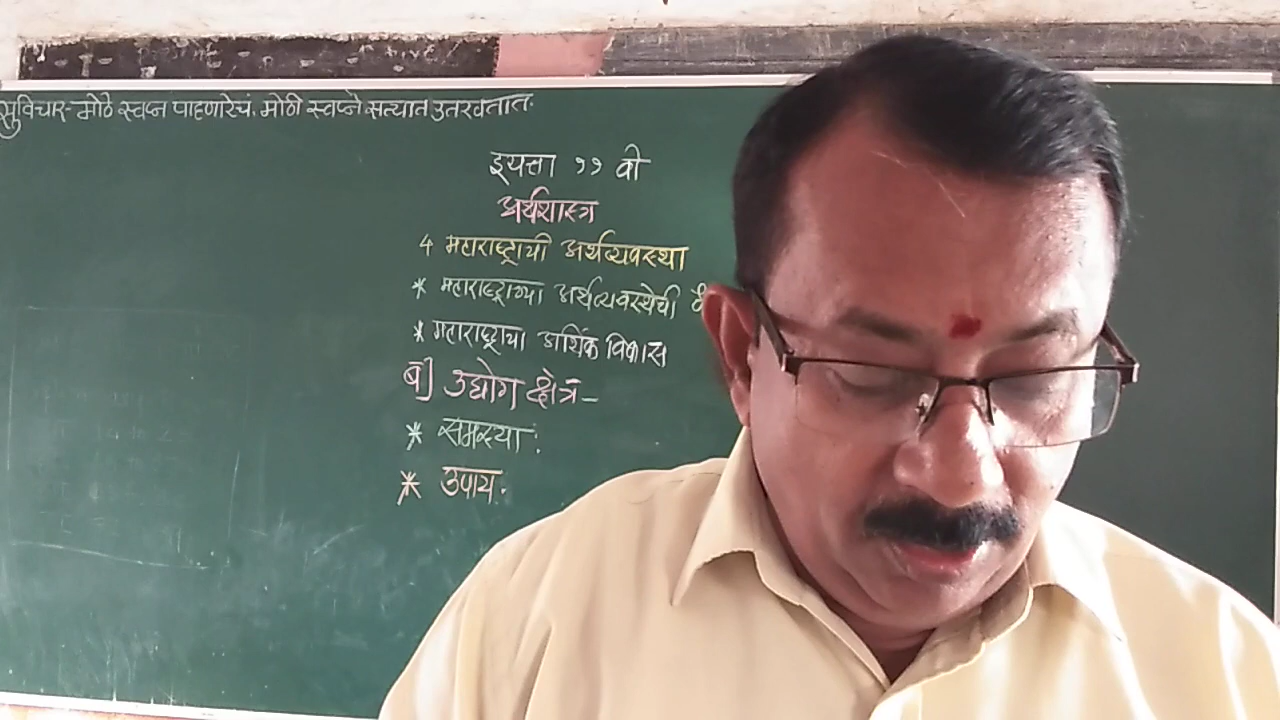 सुविचार- मोठे स्वप्न पाहणारेच. मोठी स्वप्ने सत्यात उतरवतात.
इयत्ता ११ वी
अर्थशास्त्र
4 महाराष्ट्राची अर्थव्यवस्था
* महाराष्ट्राच्या अर्थव्यवस्थेची
* महाराष्ट्राचा आर्थिक विकास
ब] उद्योग क्षेत्र -
* समस्या:
* उपाय.